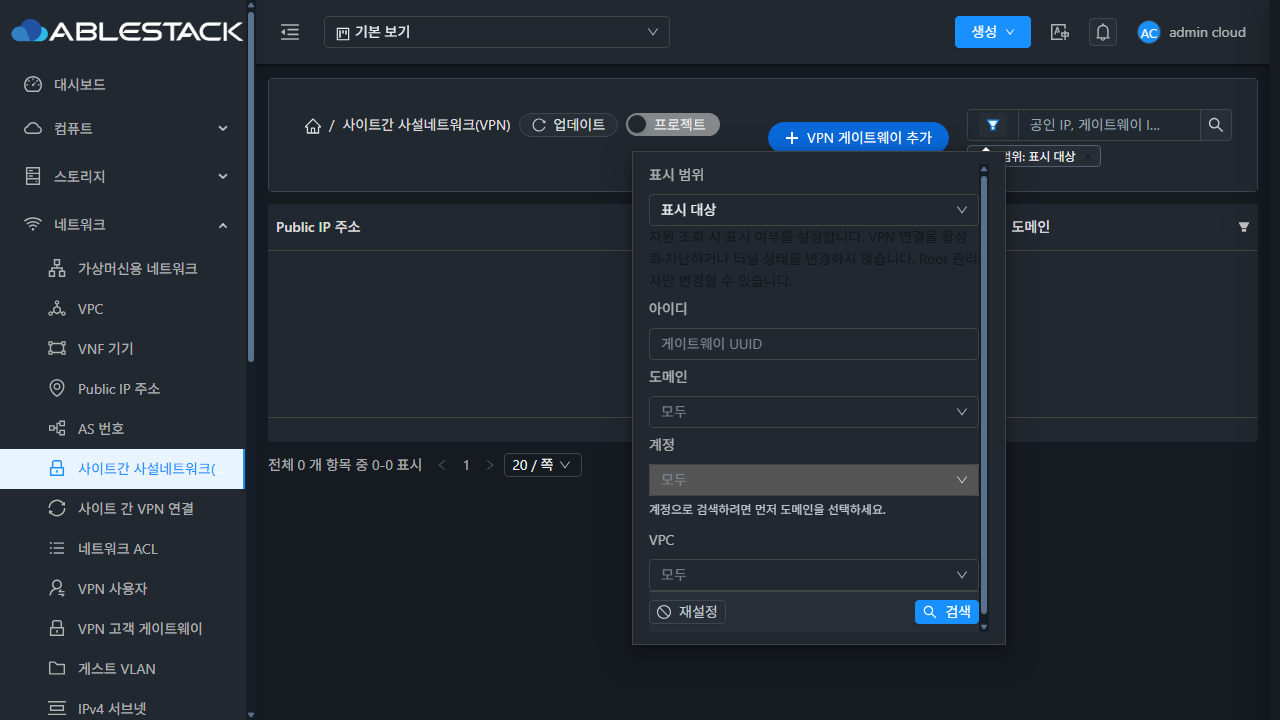 ABLESTACK
기본 보기
생성
AC
admin cloud
대시보드
컴퓨트
스토리지
네트워크
가상머신용 네트워크
VPC
VNF 기기
Public IP 주소
AS 번호
사이트간 사설네트워크(
사이트 간 VPN 연결
네트워크 ACL
VPN 사용자
VPN 고객 게이트웨이
게스트 VLAN
IPv4 서브넷
/ 사이트간 사설네트워크(VPN)
업데이트
프로젝트
VPN 게이트웨이 추가
공인 IP, 게이트웨이 I...
범위: 표시 대상
Public IP 주소
도메인
전체 0 개 항목 중 0-0 표시
1
20 / 쪽
표시 범위
표시 대상
자원 조회 시 표시 여부를 설정합니다. VPN 연결을 활성
화·차단하거나 터널 상태를 변경하지 않습니다. Root 관리
자만 변경할 수 있습니다.
아이디
게이트웨이 UUID
도메인
모두
계정
모두
계정으로 검색하려면 먼저 도메인을 선택하세요.
VPC
모두
재설정
검색